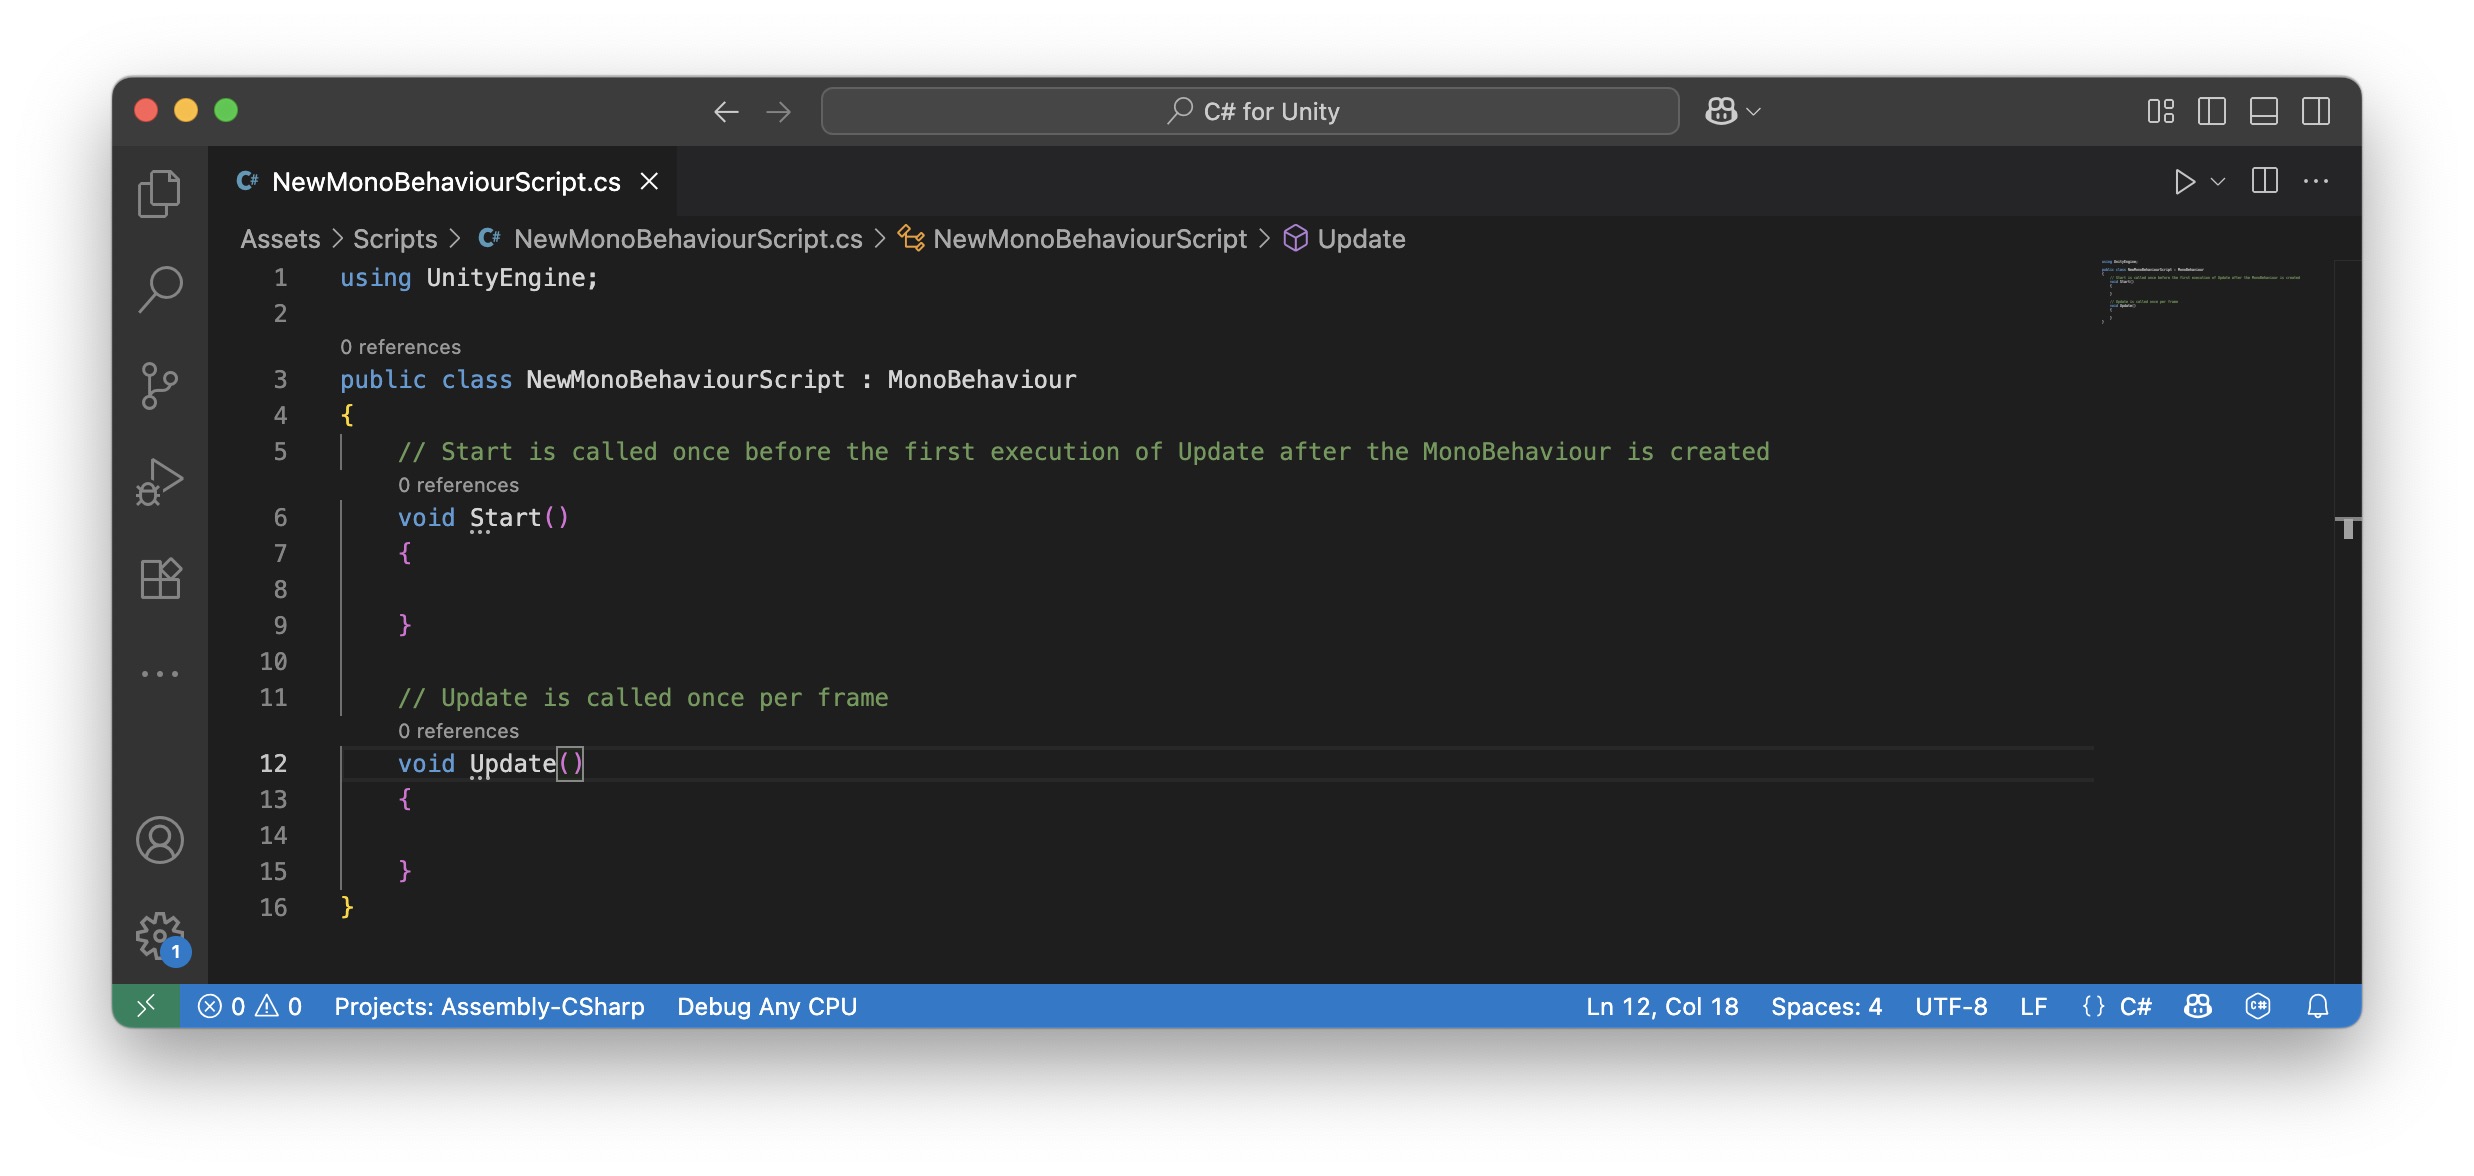 C# for Unity
C# NewMonoBehaviourScript.cs
Assets > Scripts > C# NewMonoBehaviourScript.cs > NewMonoBehaviourScript > Update
1 using UnityEngine;
2
0 references
3 public class NewMonoBehaviourScript : MonoBehaviour
4 {
5 // Start is called once before the first execution of Update after the MonoBehaviour is created
0 references
6 void Start()
7 {
8
9 }
10
11 // Update is called once per frame
0 references
12 void Update()
13 {
14
15 }
16 }
1
0 0 Projects: Assembly-CSharp Debug Any CPU Ln 12, Col 18 Spaces: 4 UTF-8 LF {} C# C#